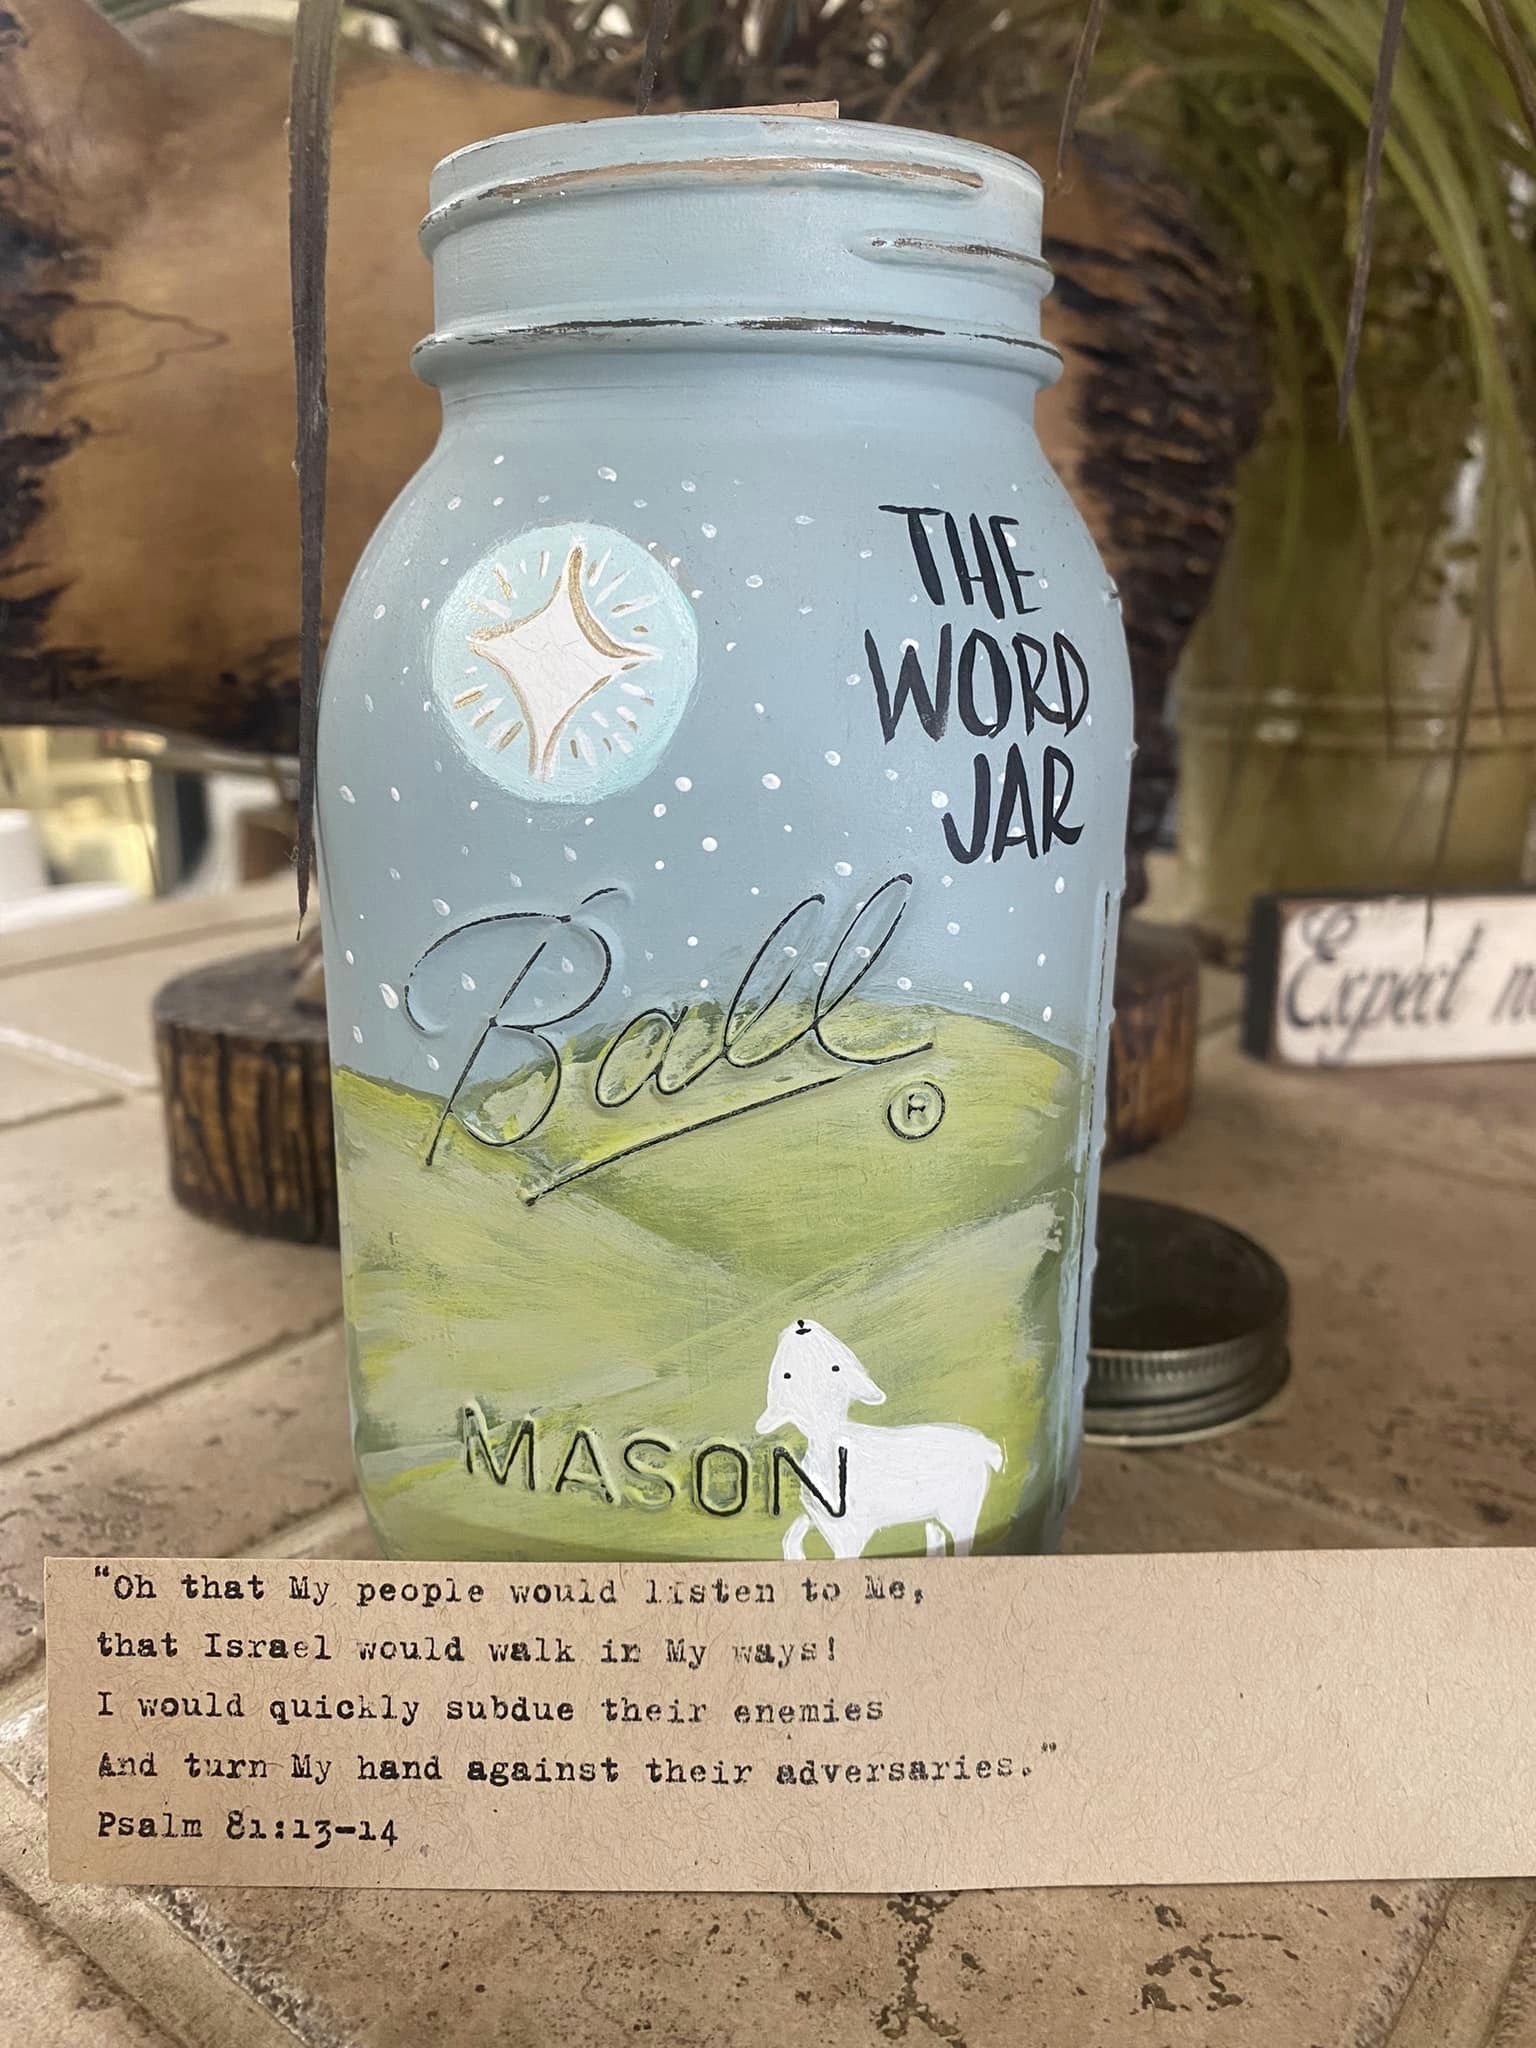 THE
WORD
JAR
Ball
®
MASON
Expect
“Oh that My people would listen to Me,
that Israel would walk in My ways!
I would quickly subdue their enemies
And turn My hand against their adversaries.”
Psalm 81:13-14